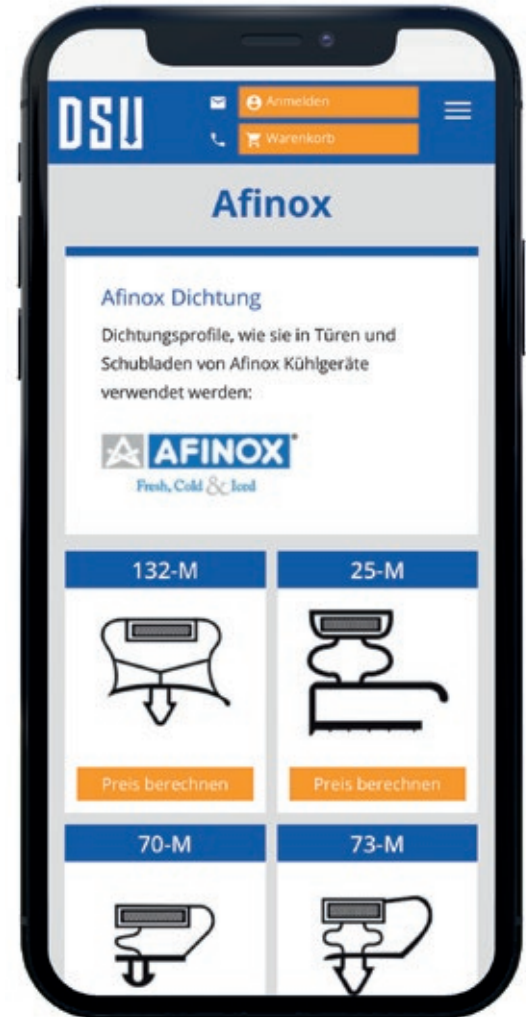 DSU
Anmelden
Warenkorb
Afinox
Afinox Dichtung
Dichtungsprofile, wie sie in Türen und
Schubladen von Afinox Kühlgeräte
verwendet werden:
AFINOX
Fresh, Cold & Iced
132-M
25-M
Preis berechnen
Preis berechnen
70-M
73-M